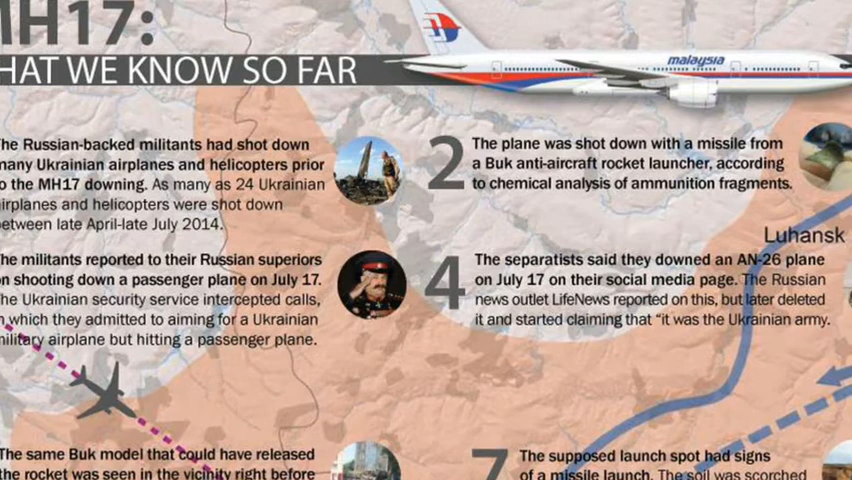 MH17:
HAT WE KNOW SO FAR
malaysia
he Russian-backed militants had shot down
many Ukrainian airplanes and helicopters prior
o the MH17 downing. As many as 24 Ukrainian
airplanes and helicopters were shot down
between late April-late July 2014.
2
The plane was shot down with a missile from
a Buk anti-aircraft rocket launcher, according
to chemical analysis of ammunition fragments.
Luhansk
he militants reported to their Russian superiors
on shooting down a passenger plane on July 17.
The Ukrainian security service intercepted calls,
n which they admitted to aiming for a Ukrainian
military airplane but hitting a passenger plane.
4
The separatists said they downed an AN-26 plane
on July 17 on their social media page. The Russian
news outlet LifeNews reported on this, but later deleted
it and started claiming that “it was the Ukrainian army.
The same Buk model that could have released
the rocket was seen in the vicinity right before
7
The supposed launch spot had signs
of a missile launch. The soil was scorched